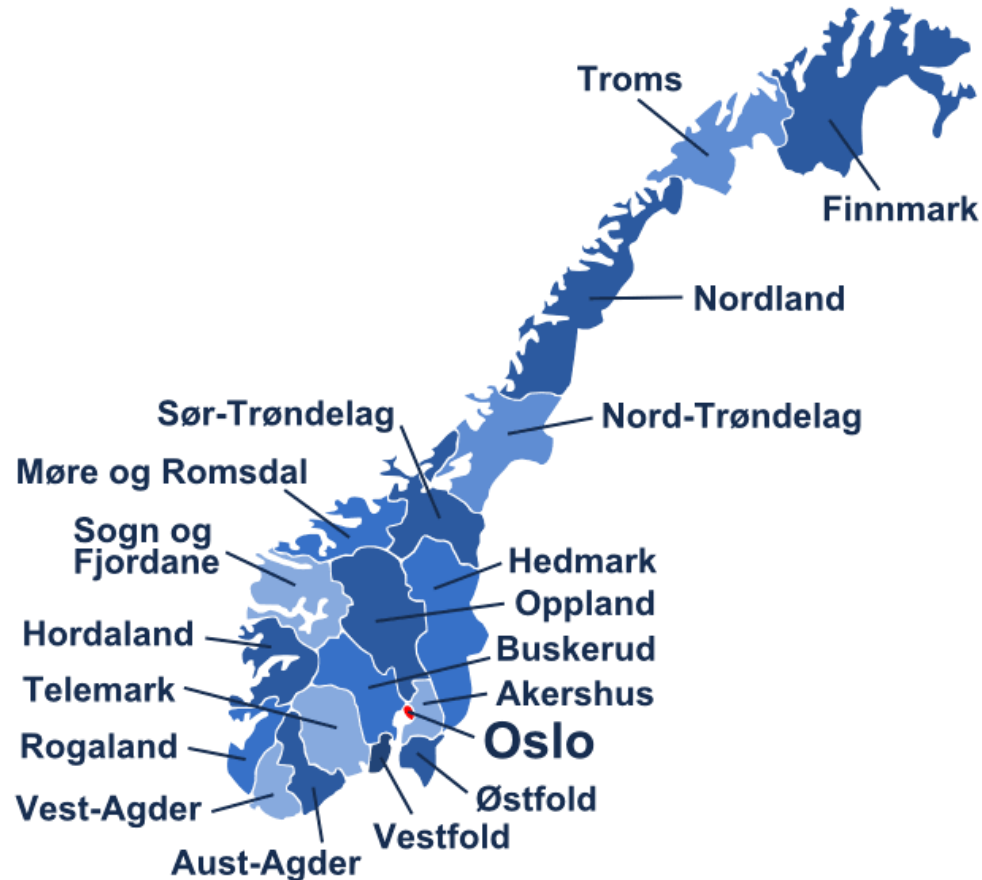 Troms
Finnmark
Nordland
Sør-Trøndelag
Nord-Trøndelag
Møre og Romsdal
Sogn og
Fjordane
Hedmark
Oppland
Hordaland
Buskerud
Telemark
Akershus
Oslo
Rogaland
Østfold
Vest-Agder
Vestfold
Aust-Agder